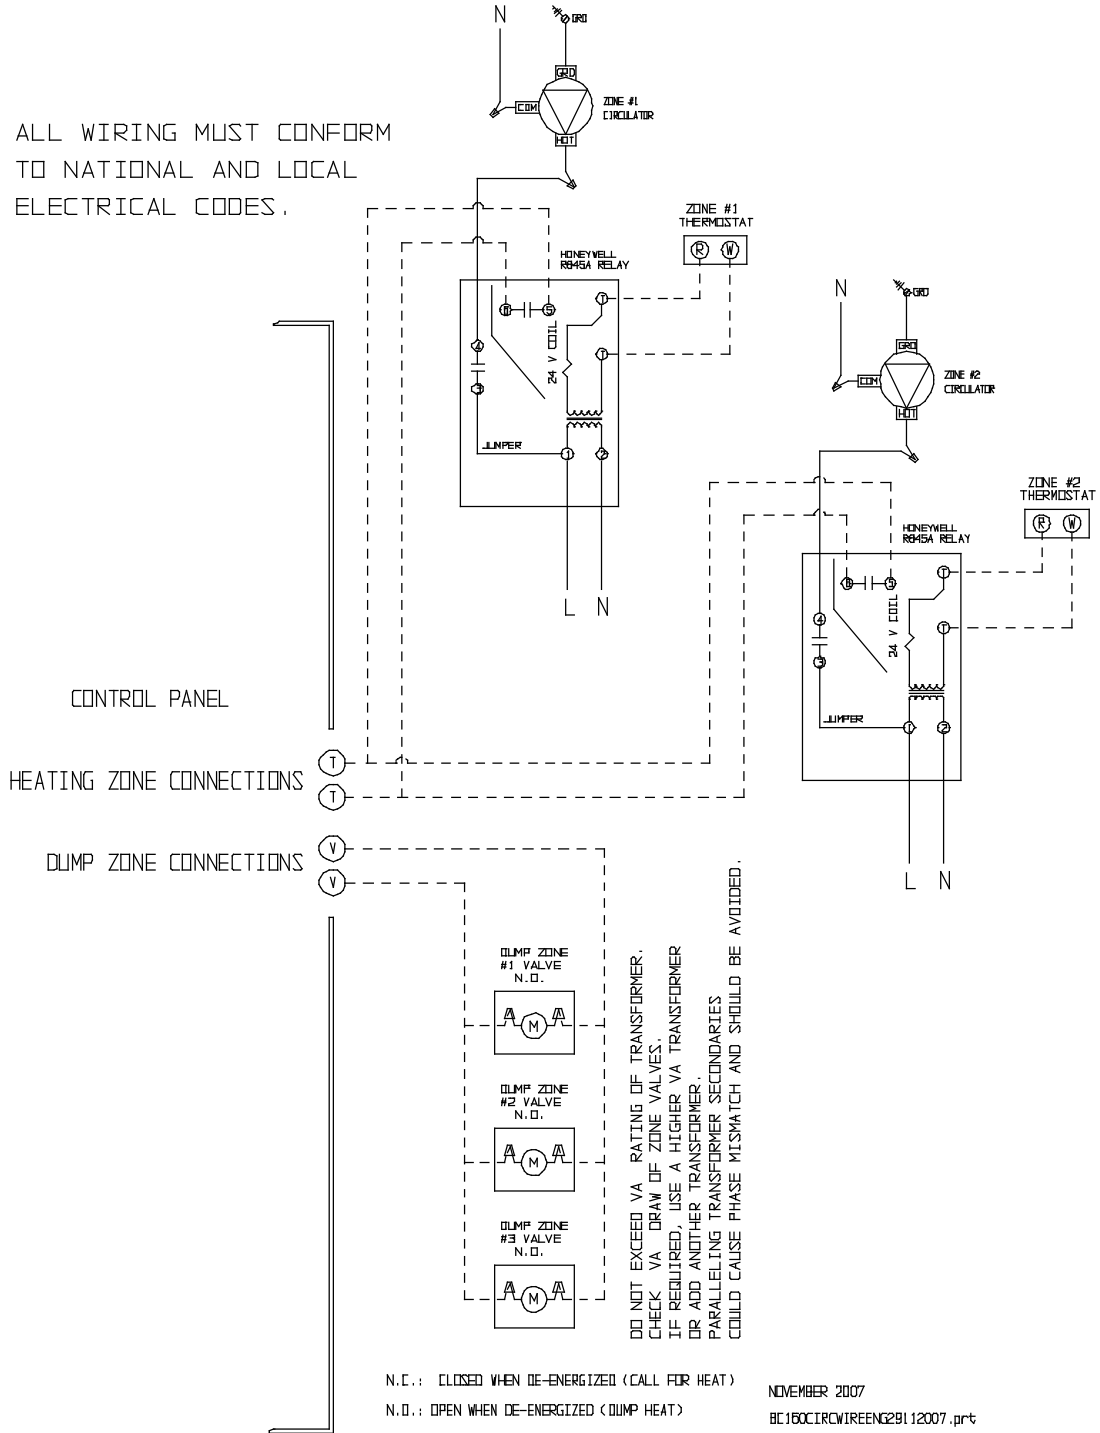 N
GRD
GRD
COM
HOT
ZONE #1
CIRCULATOR
ALL WIRING MUST CONFORM
TO NATIONAL AND LOCAL
ELECTRICAL CODES.
ZONE #1
THERMOSTAT
R W
HONEYWELL
R845A RELAY
6 5 T
4
24 V COIL
T
3
JUMPER
1 2
L N
N
GRD
GRD
COM
HOT
ZONE #2
CIRCULATOR
ZONE #2
THERMOSTAT
R W
HONEYWELL
R845A RELAY
6 5 T
4
24 V COIL
T
3
JUMPER
1 2
L N
CONTROL PANEL
HEATING ZONE CONNECTIONS
T
T
DUMP ZONE CONNECTIONS
V
V
DUMP ZONE
#1 VALVE
N.O.
M
DUMP ZONE
#2 VALVE
N.O.
M
DUMP ZONE
#3 VALVE
N.O.
M
DO NOT EXCEED VA RATING OF TRANSFORMER.
CHECK VA DRAW OF ZONE VALVES.
IF REQUIRED, USE A HIGHER VA TRANSFORMER
OR ADD ANOTHER TRANSFORMER.
PARALLELING TRANSFORMER SECONDARIES
COULD CAUSE PHASE MISMATCH AND SHOULD BE AVOIDED.
N.C.: CLOSED WHEN DE-ENERGIZED (CALL FOR HEAT)
N.O.: OPEN WHEN DE-ENERGIZED (DUMP HEAT)
NOVEMBER 2007
BC160CIRCWIREENG29112007.prt